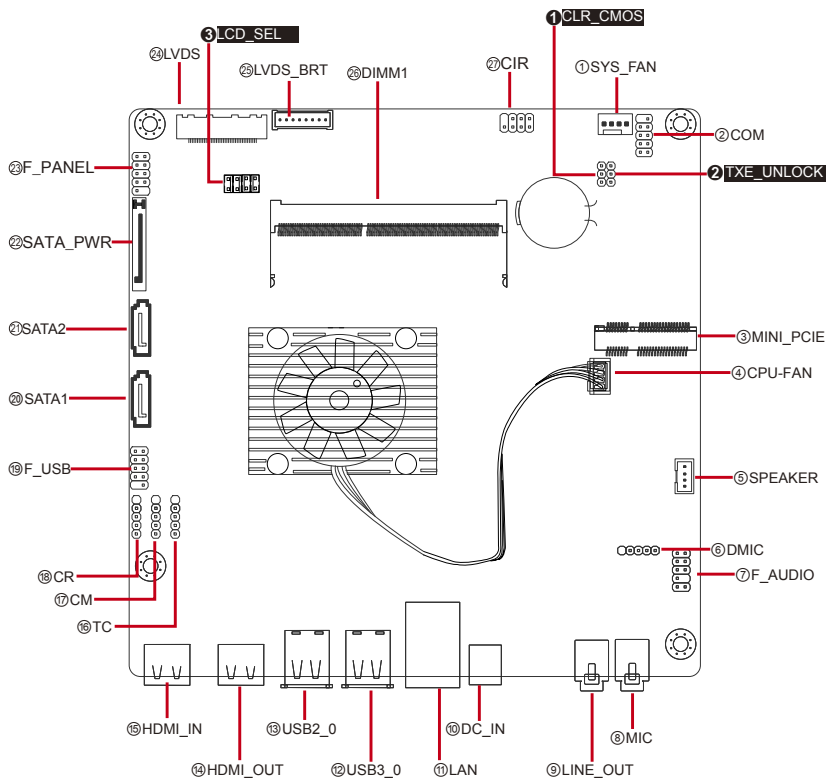 ❶CLR_CMOS
❸LCD_SEL
㉔LVDS
㉕LVDS_BRT
㉖DIMM1
㉗CIR
①SYS_FAN
②COM
㉓F_PANEL
❷TXE_UNLOCK
㉒SATA_PWR
㉑SATA2
③MINI_PCIE
④CPU-FAN
⑳SATA1
⑲F_USB
⑤SPEAKER
⑥DMIC
⑱CR
⑦F_AUDIO
⑰CM
⑯TC
⑮HDMI_IN
⑬USB2_0
⑩DC_IN
⑧MIC
⑭HDMI_OUT
⑫USB3_0
⑪LAN
⑨LINE_OUT